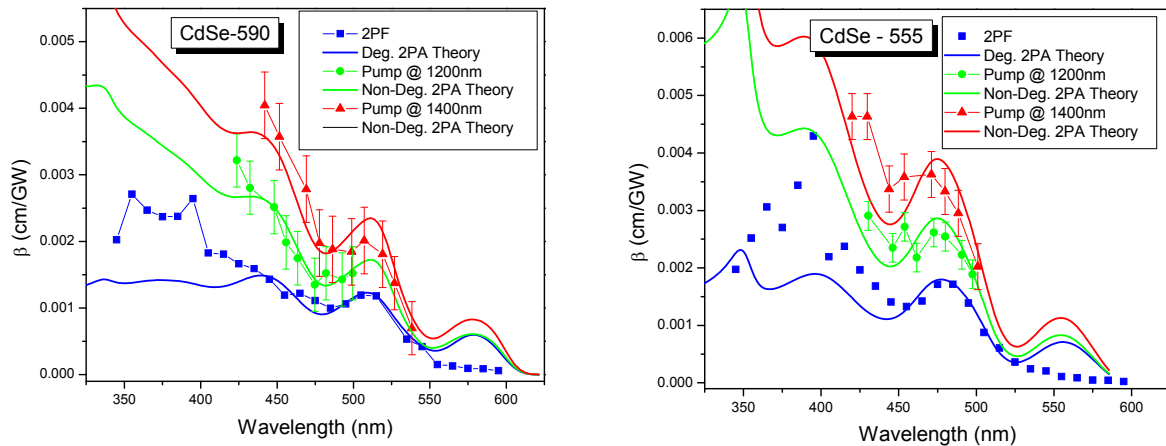 CdSe-590
2PF
Deg. 2PA Theory
Pump @ 1200nm
Non-Deg. 2PA Theory
Pump @ 1400nm
Non-Deg. 2PA Theory
0.005
0.004
0.003
0.002
0.001
0.000
β (cm/GW)
350 400 450 500 550 600
Wavelength (nm)
CdSe - 555
2PF
Deg. 2PA Theory
Pump @ 1200nm
Non-Deg. 2PA Theory
Pump @ 1400nm
Non-Deg. 2PA Theory
0.006
0.005
0.004
0.003
0.002
0.001
0.000
β (cm/GW)
350 400 450 500 550 600
Wavelength (nm)